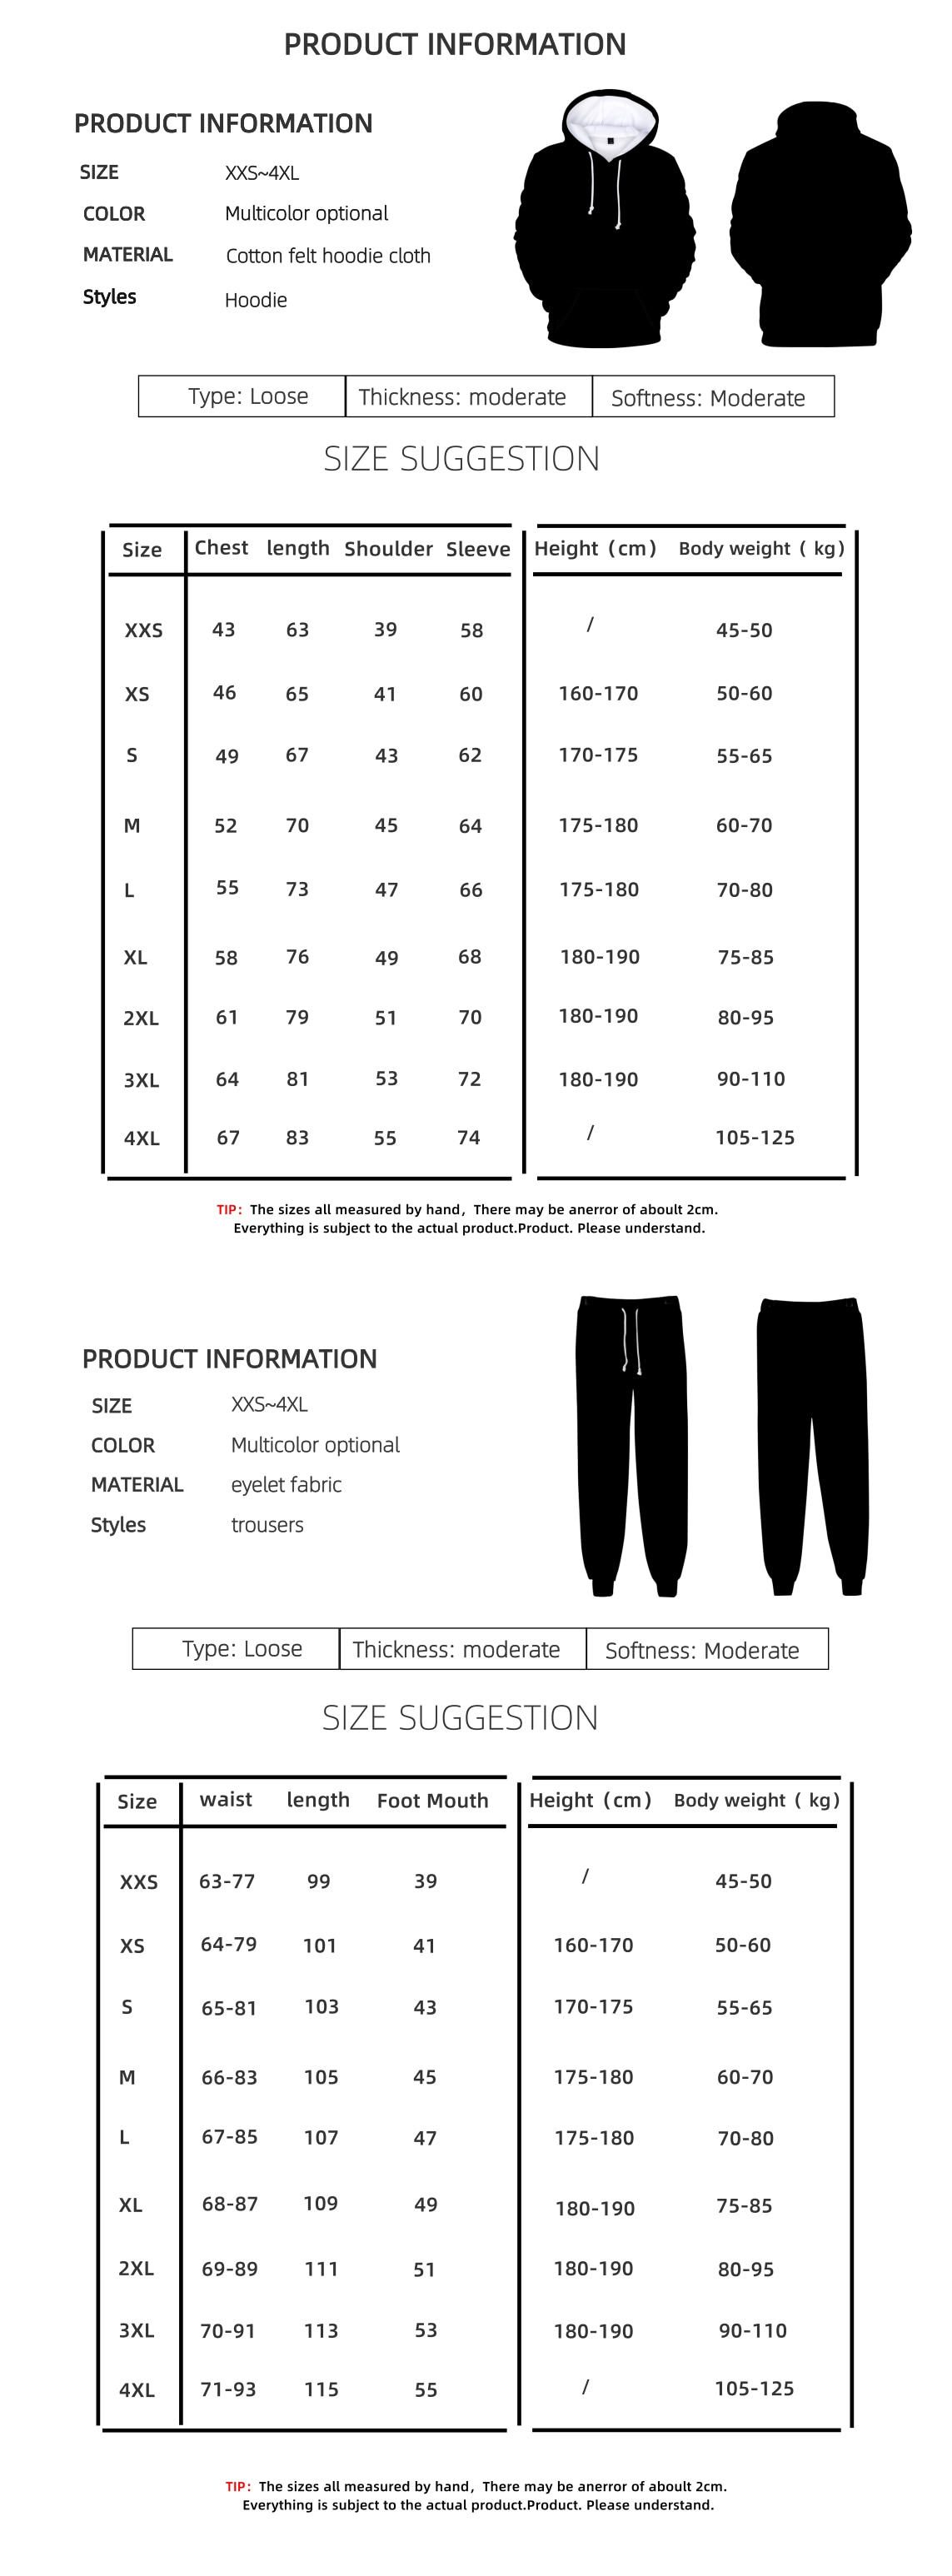 PRODUCT INFORMATION
PRODUCT INFORMATION
SIZE XXS~4XL
COLOR Multicolor optional
MATERIAL Cotton felt hoodie cloth
Styles Hoodie
Type: Loose Thickness: moderate Softness: Moderate
SIZE SUGGESTION
Size Chest length Shoulder Sleeve Height (cm) Body weight ( kg)
XXS 43 63 39 58 / 45-50
XS 46 65 41 60 160-170 50-60
S 49 67 43 62 170-175 55-65
M 52 70 45 64 175-180 60-70
L 55 73 47 66 175-180 70-80
XL 58 76 49 68 180-190 75-85
2XL 61 79 51 70 180-190 80-95
3XL 64 81 53 72 180-190 90-110
4XL 67 83 55 74 / 105-125
TIP: The sizes all measured by hand, There may be anerror of aboult 2cm.
Everything is subject to the actual product.Product. Please understand.
PRODUCT INFORMATION
SIZE XXS~4XL
COLOR Multicolor optional
MATERIAL eyelet fabric
Styles trousers
Type: Loose Thickness: moderate Softness: Moderate
SIZE SUGGESTION
Size waist length Foot Mouth Height (cm) Body weight ( kg)
XXS 63-77 99 39 / 45-50
XS 64-79 101 41 160-170 50-60
S 65-81 103 43 170-175 55-65
M 66-83 105 45 175-180 60-70
L 67-85 107 47 175-180 70-80
XL 68-87 109 49 180-190 75-85
2XL 69-89 111 51 180-190 80-95
3XL 70-91 113 53 180-190 90-110
4XL 71-93 115 55 / 105-125
TIP: The sizes all measured by hand, There may be anerror of aboult 2cm.
Everything is subject to the actual product.Product. Please understand.